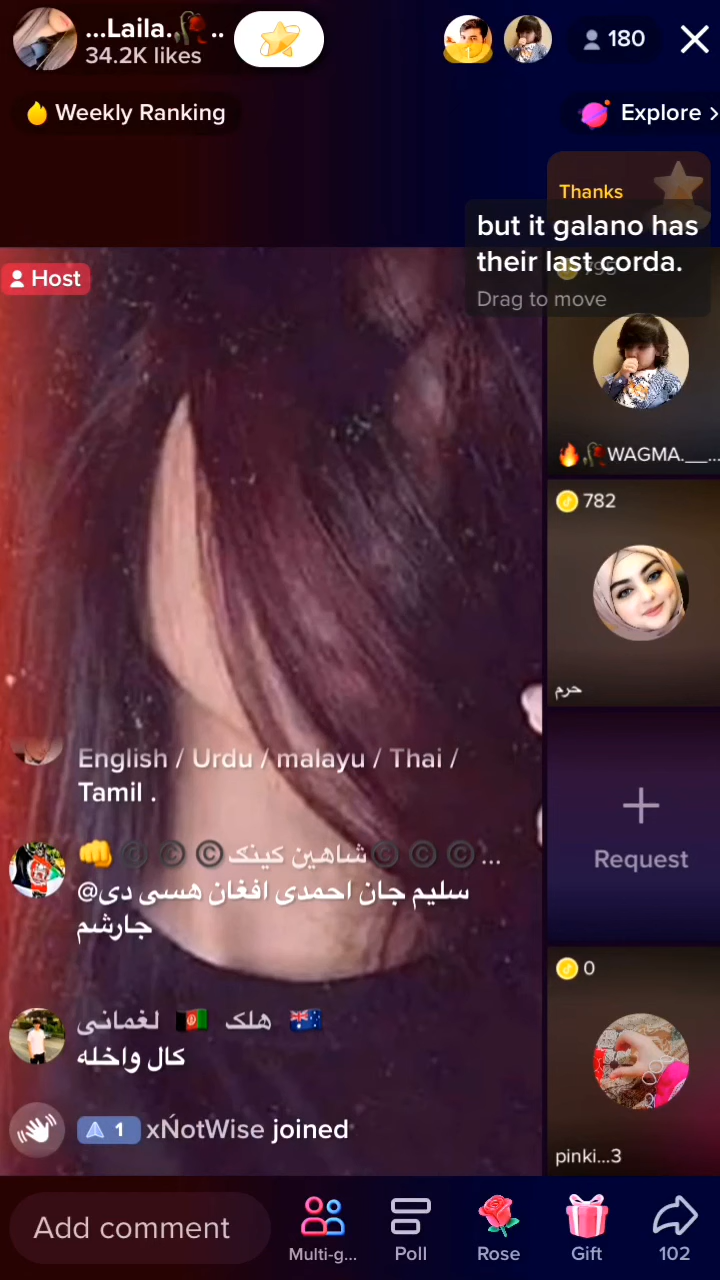 ...Laila.🥀..
34.2K likes
1
180
Weekly Ranking
Explore >
Thanks
but it galano has
their last corda.
Drag to move
Host
🔥🥀WAGMA.__...
782
حرم
English / Urdu / malayu / Thai /
Tamil .
👊©©©شاهین کینک©©©...
@سلیم جان احمدی افغان هسی دی
جارشم
Request
0
لغمانی 🇦🇫 هلک 🇦🇺
کال واخله
1 xŃotWise joined
pinki...3
Add comment
Multi-g...
Poll
Rose
Gift
102